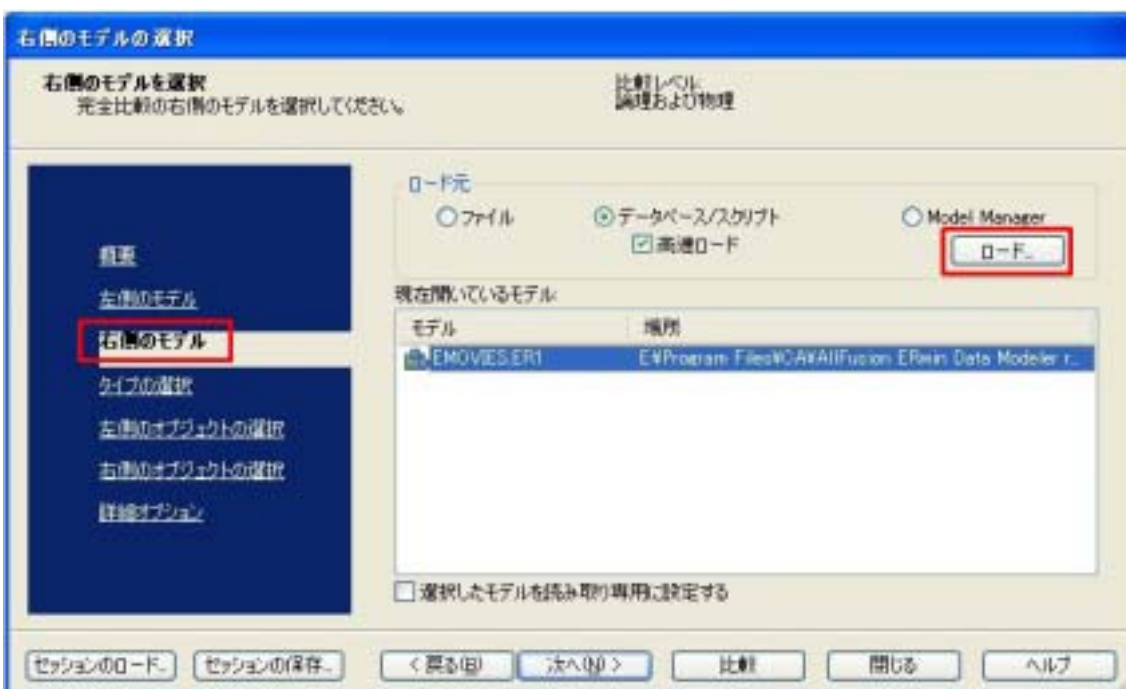 右側のモデルの選択
右側のモデルを選択
完全比較の右側のモデルを選択してください。
比較レベル
論理および物理
概要
左側のモデル
右側のモデル
タイプの選択
左側のオブジェクトの選択
右側のオブジェクトの選択
詳細オプション
ロード元
ファイル
データベース/スクリプト
Model Manager
高速ロード
ロード...
現在開いているモデル:
モデル 場所
EMOVIES.ER1 E¥Program Files¥CA¥AllFusion ERwin Data Modeler r...
選択したモデルを読み取り専用に設定する
セッションのロード... セッションの保存... < 戻る(B) 次へ(N) > 比較 閉じる ヘルプ